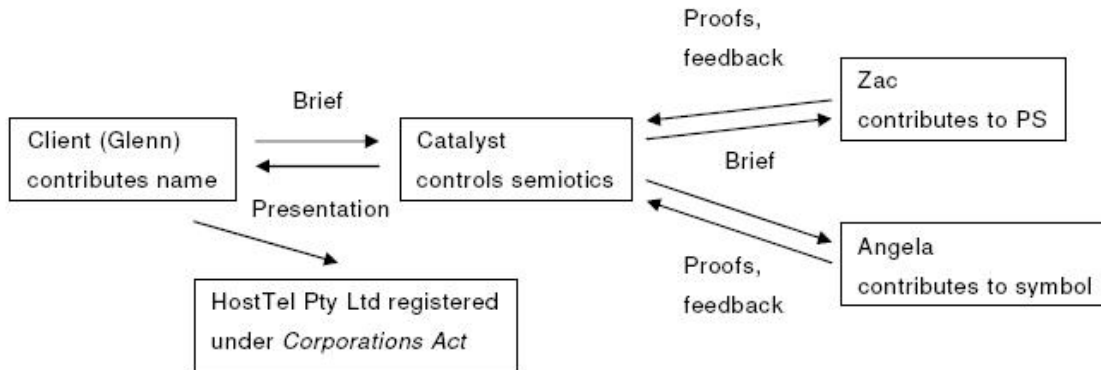 Proofs,
feedback
Zac
contributes to PS
Brief
Client (Glenn)
contributes name
Catalyst
controls semiotics
Brief
Presentation
Angela
contributes to symbol
Proofs,
feedback
HostTel Pty Ltd registered
under Corporations Act